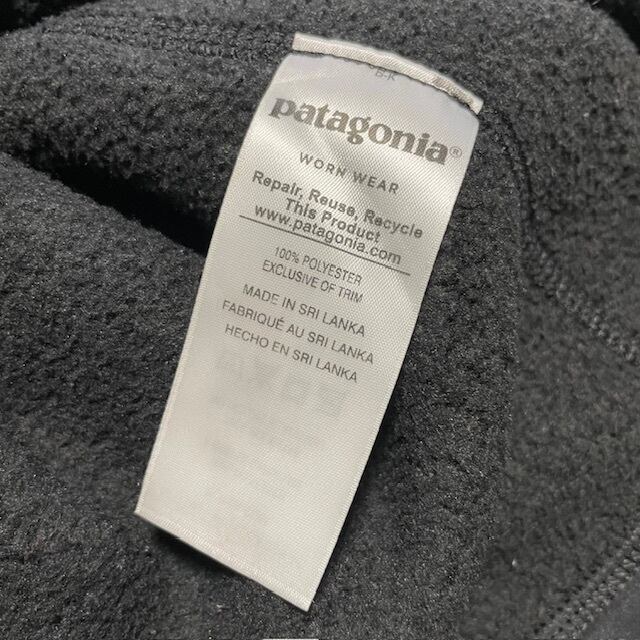 B-K
patagonia®
WORN WEAR
Repair, Reuse, Recycle
This Product
www.patagonia.com
100% POLYESTER
EXCLUSIVE OF TRIM
MADE IN SRI LANKA
FABRIQUÉ AU SRI LANKA
HECHO EN SRI LANKA